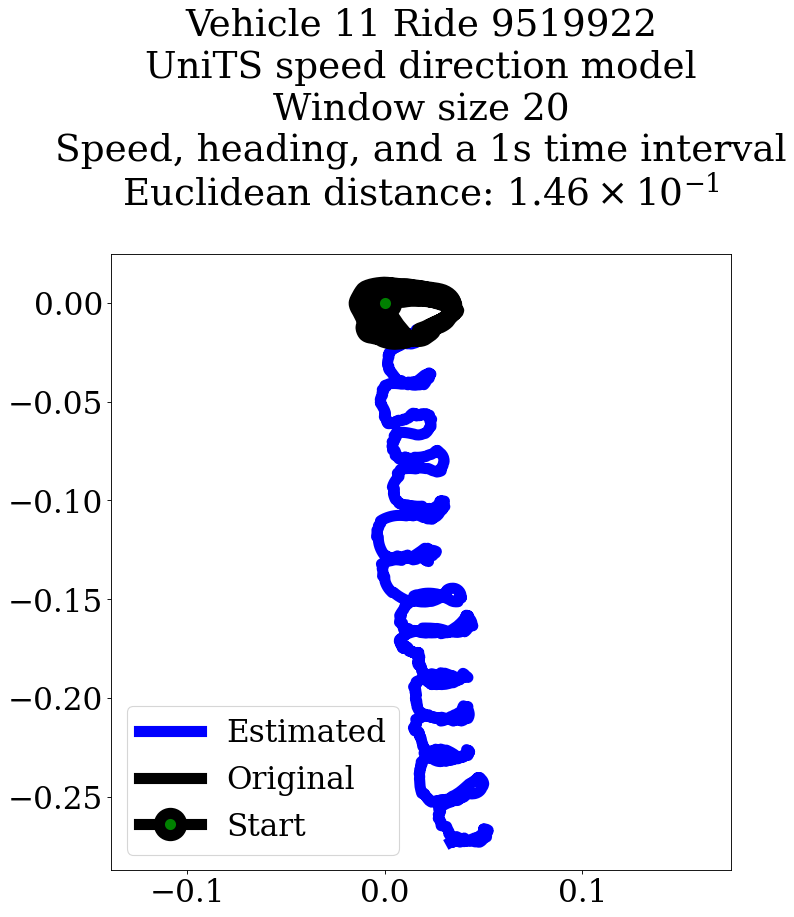 Vehicle 11 Ride 9519922
UniTS speed direction model
Window size 20
Speed, heading, and a 1s time interval
Euclidean distance: $1.46 \times 10^{-1}$
0.00
−0.05
−0.10
−0.15
−0.20
−0.25
Estimated
Original
Start
−0.1
0.0
0.1